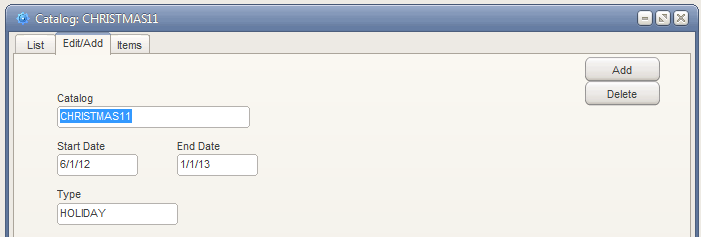 Catalog: CHRISTMAS11
List Edit/Add Items
Add
Delete
Catalog
CHRISTMAS11
Start Date End Date
6/1/12 1/1/13
Type
HOLIDAY